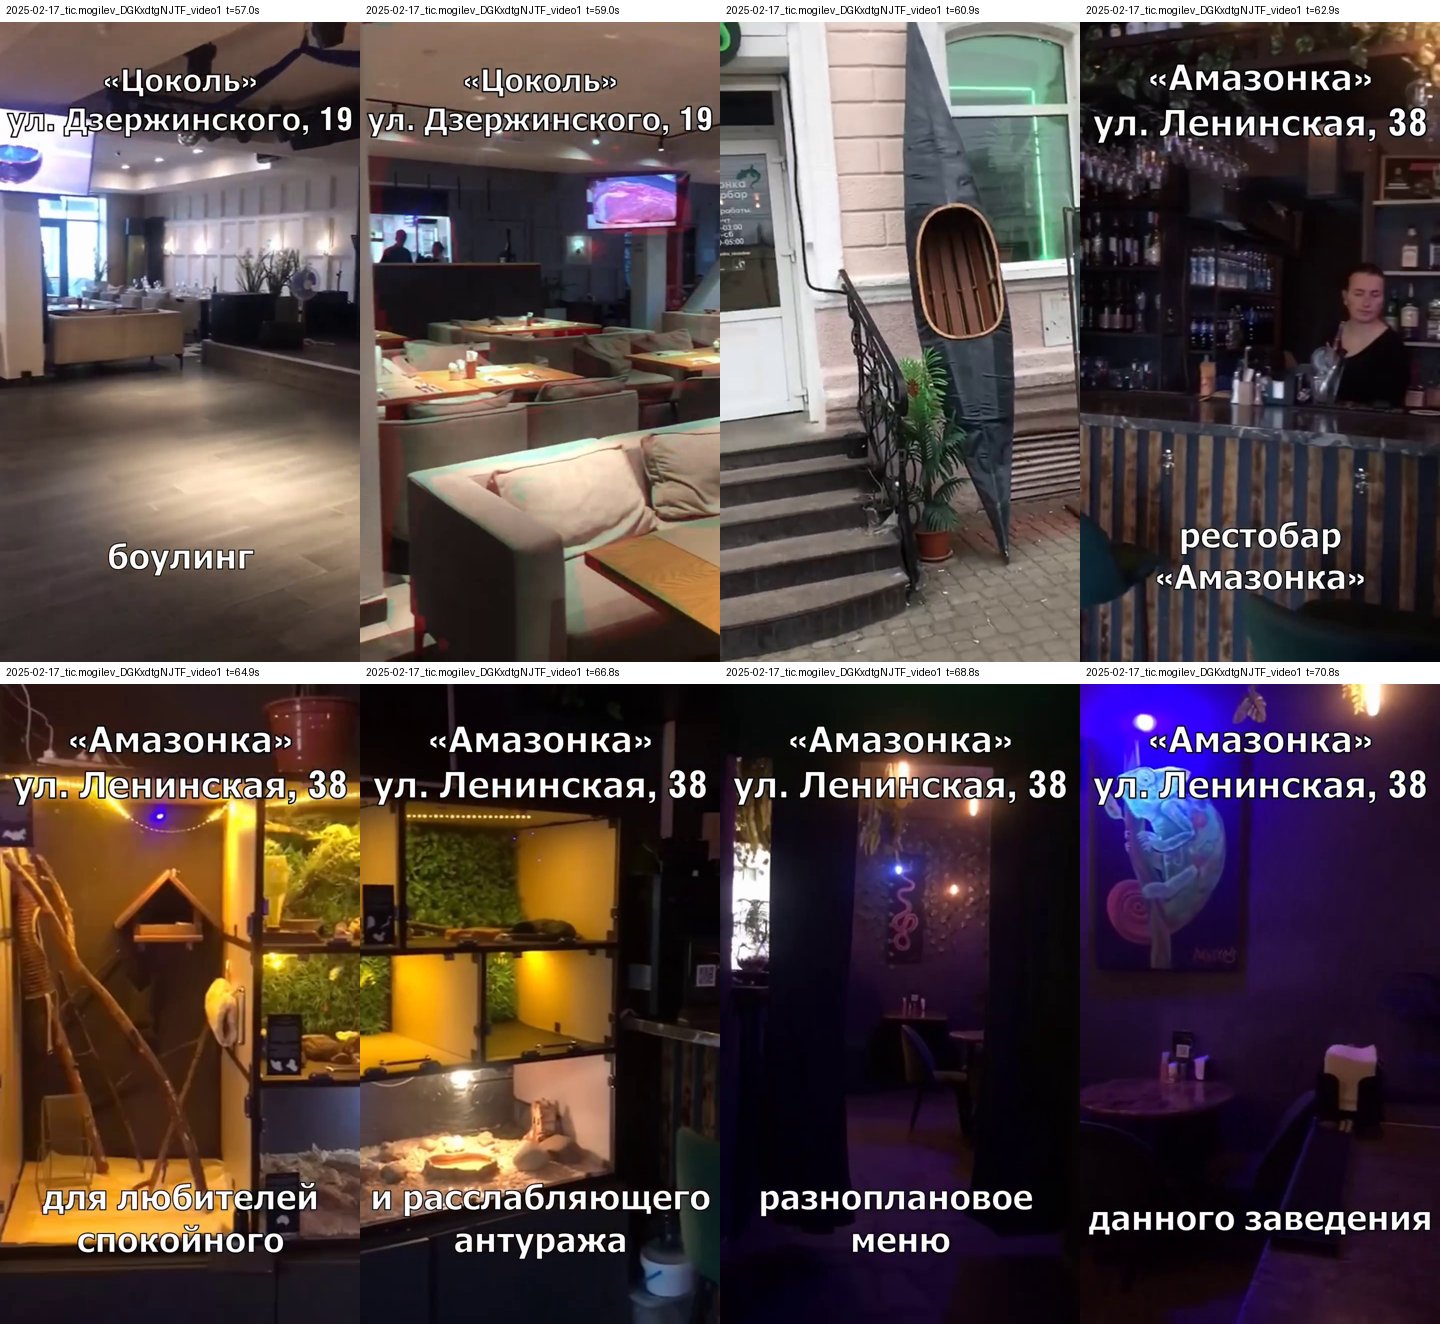 2025-02-17_tic.mogilev_DGKxdtgNJTF_video1 t=57.0s
«Цоколь»
ул. Дзержинского, 19
боулинг
2025-02-17_tic.mogilev_DGKxdtgNJTF_video1 t=59.0s
«Цоколь»
ул. Дзержинского, 19
2025-02-17_tic.mogilev_DGKxdtgNJTF_video1 t=60.9s
2025-02-17_tic.mogilev_DGKxdtgNJTF_video1 t=62.9s
«Амазонка»
ул. Ленинская, 38
рестобар
«Амазонка»
2025-02-17_tic.mogilev_DGKxdtgNJTF_video1 t=64.9s
«Амазонка»
ул. Ленинская, 38
для любителей
спокойного
2025-02-17_tic.mogilev_DGKxdtgNJTF_video1 t=66.8s
«Амазонка»
ул. Ленинская, 38
и расслабляющего
антуража
2025-02-17_tic.mogilev_DGKxdtgNJTF_video1 t=68.8s
«Амазонка»
ул. Ленинская, 38
разноплановое
меню
2025-02-17_tic.mogilev_DGKxdtgNJTF_video1 t=70.8s
«Амазонка»
ул. Ленинская, 38
данного заведения